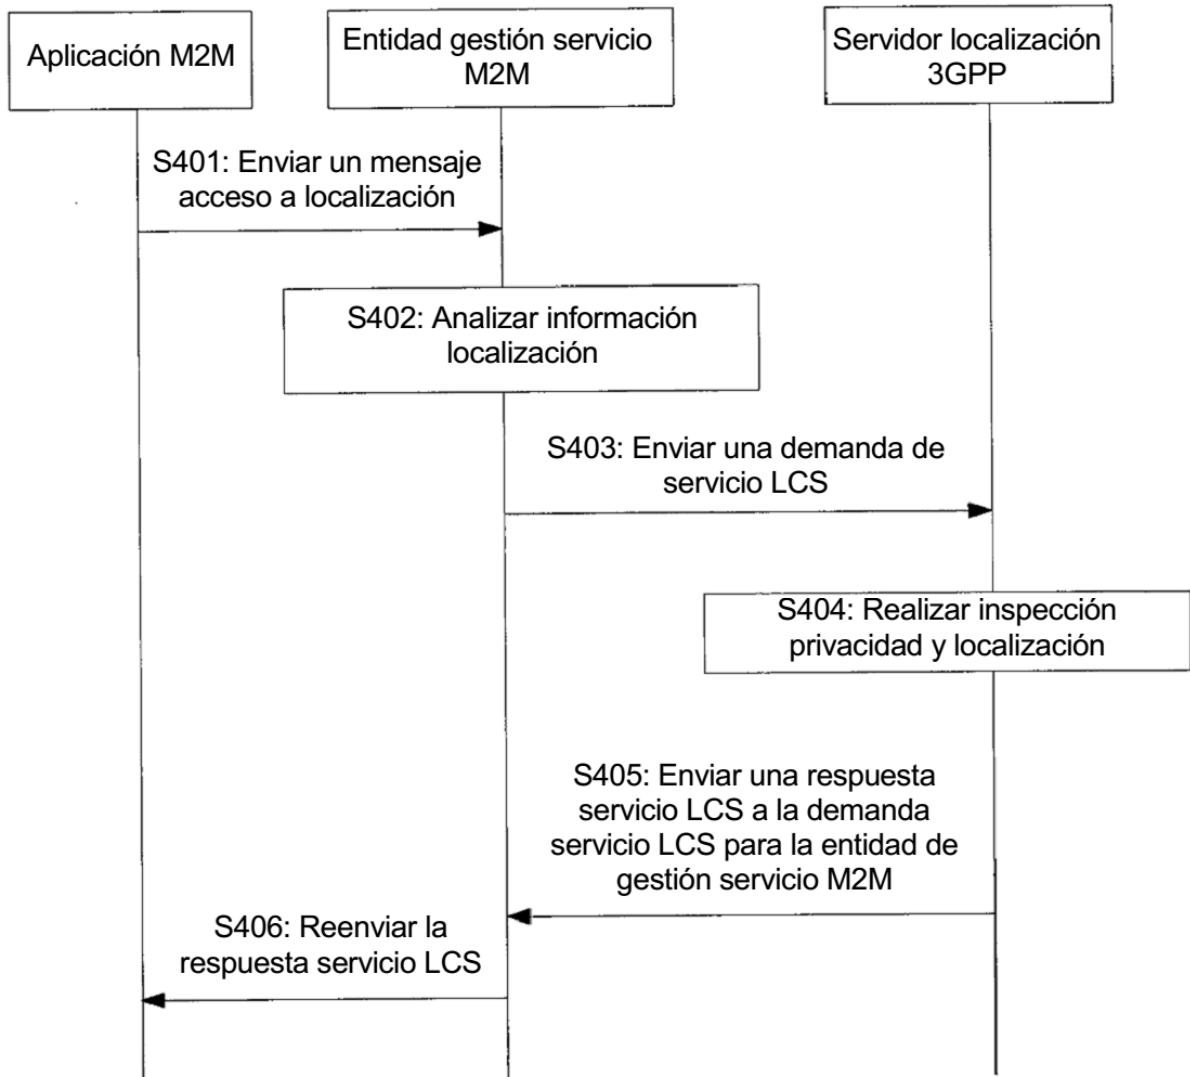 Aplicación M2M
Entidad gestión servicio
M2M
Servidor localización
3GPP
S401: Enviar un mensaje
acceso a localización
S402: Analizar información
localización
S403: Enviar una demanda de
servicio LCS
S404: Realizar inspección
privacidad y localización
S405: Enviar una respuesta
servicio LCS a la demanda
servicio LCS para la entidad de
gestión servicio M2M
S406: Reenviar la
respuesta servicio LCS